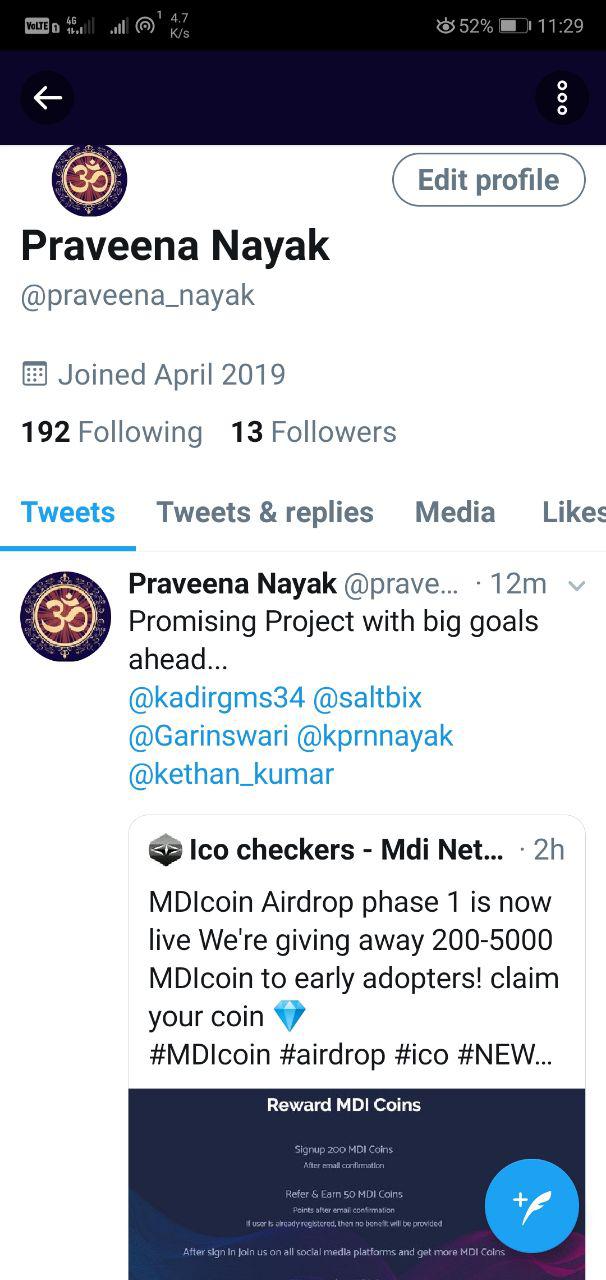 VoLTE 4G 1 4.7 K/s 52% 11:29
Edit profile
ॐ
Praveena Nayak
@praveena_nayak
Joined April 2019
192 Following 13 Followers
Tweets Tweets & replies Media Likes
ॐ
Praveena Nayak @prave... · 12m
Promising Project with big goals
ahead...
@kadirgms34 @saltbix
@Garinswari @kprnnayak
@kethan_kumar
Ico checkers - Mdi Net... · 2h
MDIcoin Airdrop phase 1 is now
live We're giving away 200-5000
MDIcoin to early adopters! claim
your coin 💎
#MDIcoin #airdrop #ico #NEW...
Reward MDI Coins
Signup 200 MDI Coins
After email confirmation
Refer & Earn 50 MDI Coins
Points after email confirmation
If user is already registered, then no benefit will be provided
After sign in Join us on all social media platforms and get more MDI Coins